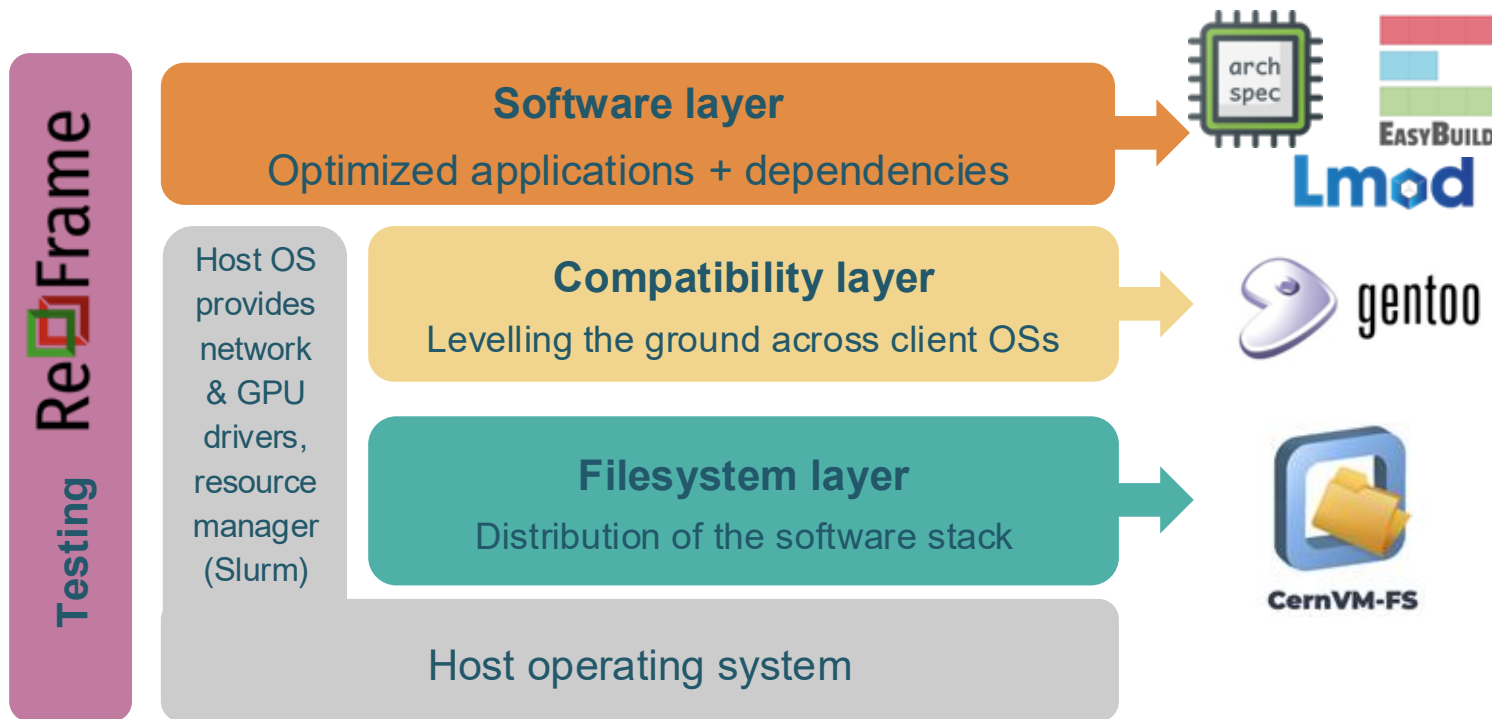 ReFrame
Testing
Software layer
Optimized applications + dependencies
arch
spec
EASYBUILD
Lmod
Host OS
provides
network
& GPU
drivers,
resource
manager
(Slurm)
Compatibility layer
Levelling the ground across client OSs
gentoo
Filesystem layer
Distribution of the software stack
CernVM-FS
Host operating system